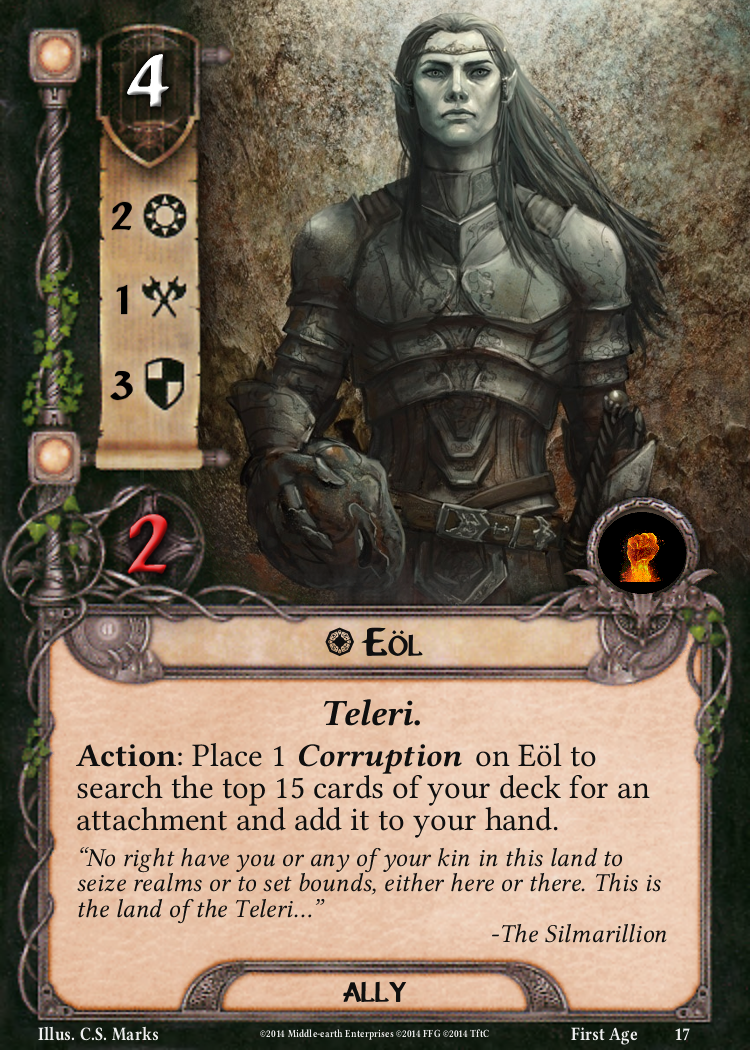 4
2
1
3
2
Eöl
Teleri.
Action: Place 1 Corruption on Eöl to
search the top 15 cards of your deck for an
attachment and add it to your hand.
“No right have you or any of your kin in this land to
seize realms or to set bounds, either here or there. This is
the land of the Teleri…”
-The Silmarillion
ALLY
Illus. C.S. Marks ©2014 Middle-earth Enterprises ©2014 FFG ©2014 TftC First Age 17